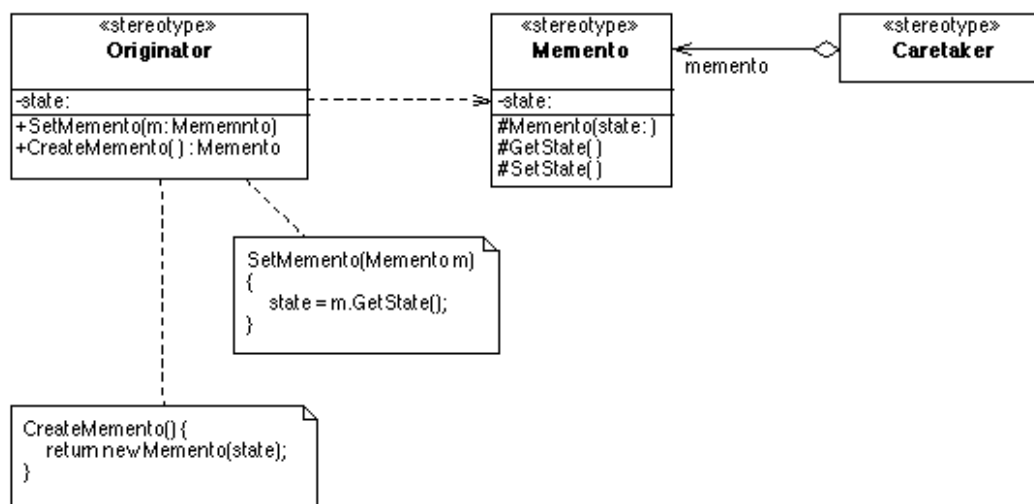 «stereotype»
Originator
-state:
+SetMemento(m: Mememnto)
+CreateMemento( ) : Memento
«stereotype»
Memento
-state:
#Memento(state: )
#GetState( )
#SetState( )
memento
«stereotype»
Caretaker
SetMemento(Memento m)
{
state = m.GetState();
}
CreateMemento() {
return new Memento(state);
}